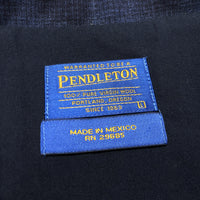 WARRANTED TO BE A
PENDLETON
100% PURE VIRGIN WOOL
PORTLAND, OREGON
SINCE 1863
MADE IN MEXICO
RN 29685